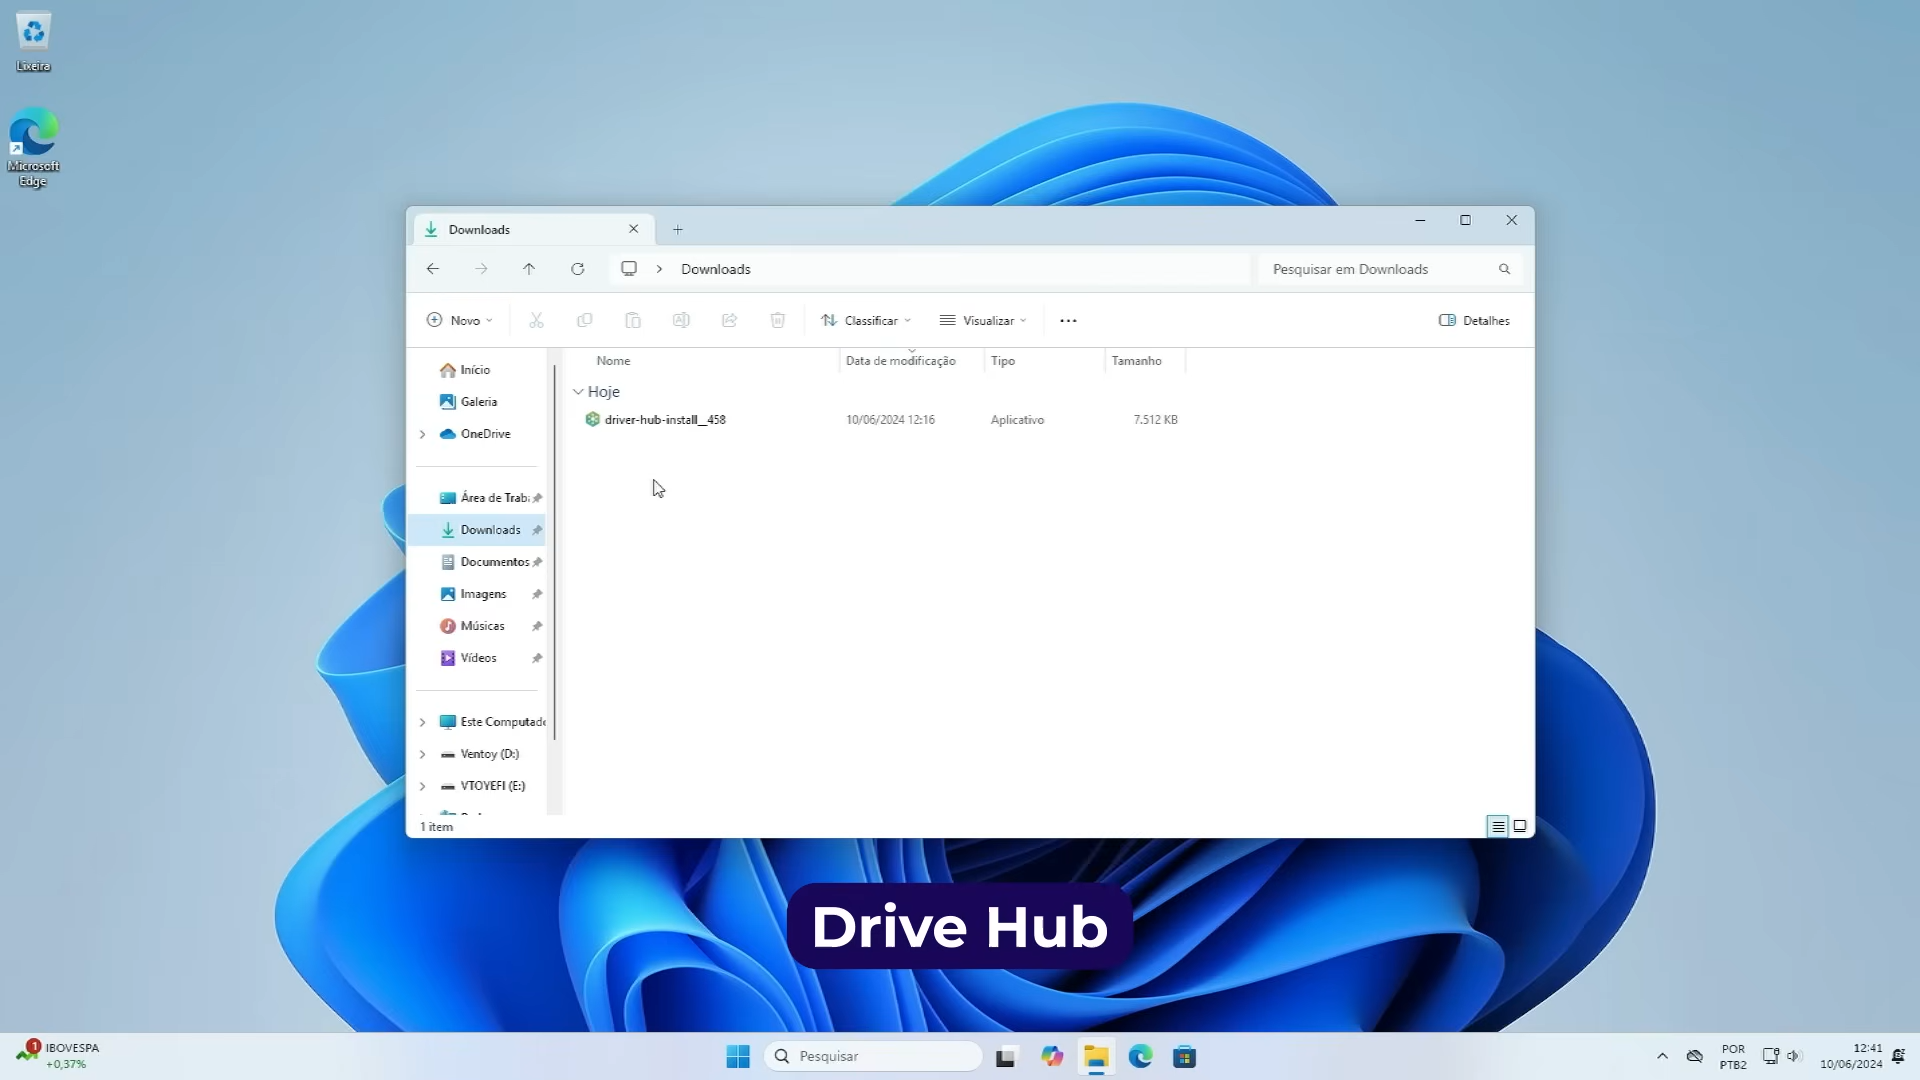 Lixeira
Microsoft
Edge
Downloads
Downloads
Pesquisar em Downloads
Novo
Classificar
Visualizar
Detalhes
Nome
Data de modificação
Tipo
Tamanho
Início
Galeria
OneDrive
Área de Trab
Downloads
Documentos
Imagens
Músicas
Vídeos
Este Computado
Ventoy (D:)
VTOYEFI (E:)
Hoje
driver-hub-install__458
10/06/2024 12:16
Aplicativo
7.512 KB
1 item
Drive Hub
1
IBOVESPA
+0,37%
Pesquisar
POR
PTB2
12:41
10/06/2024